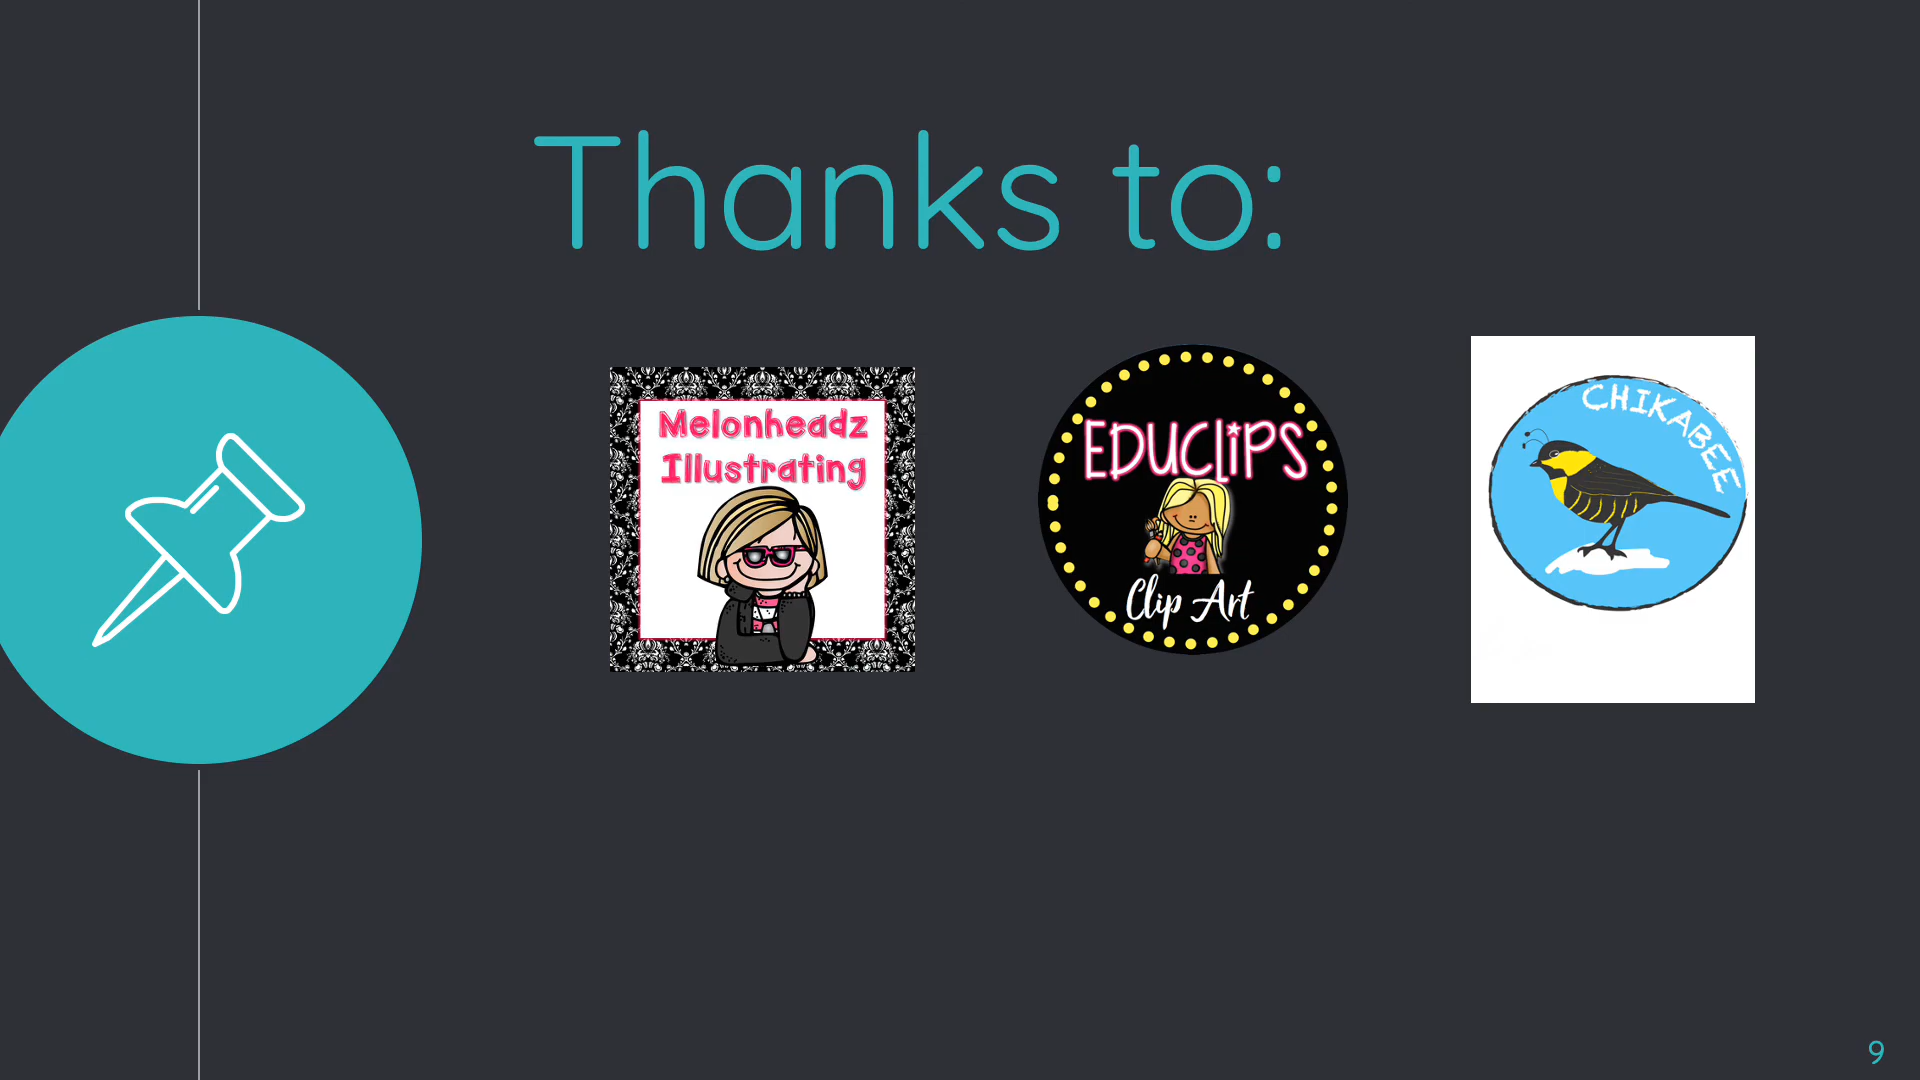 Thanks to:
Melonheadz
Illustrating
EDUCLiPS
Clip Art
CHIKABEE
9